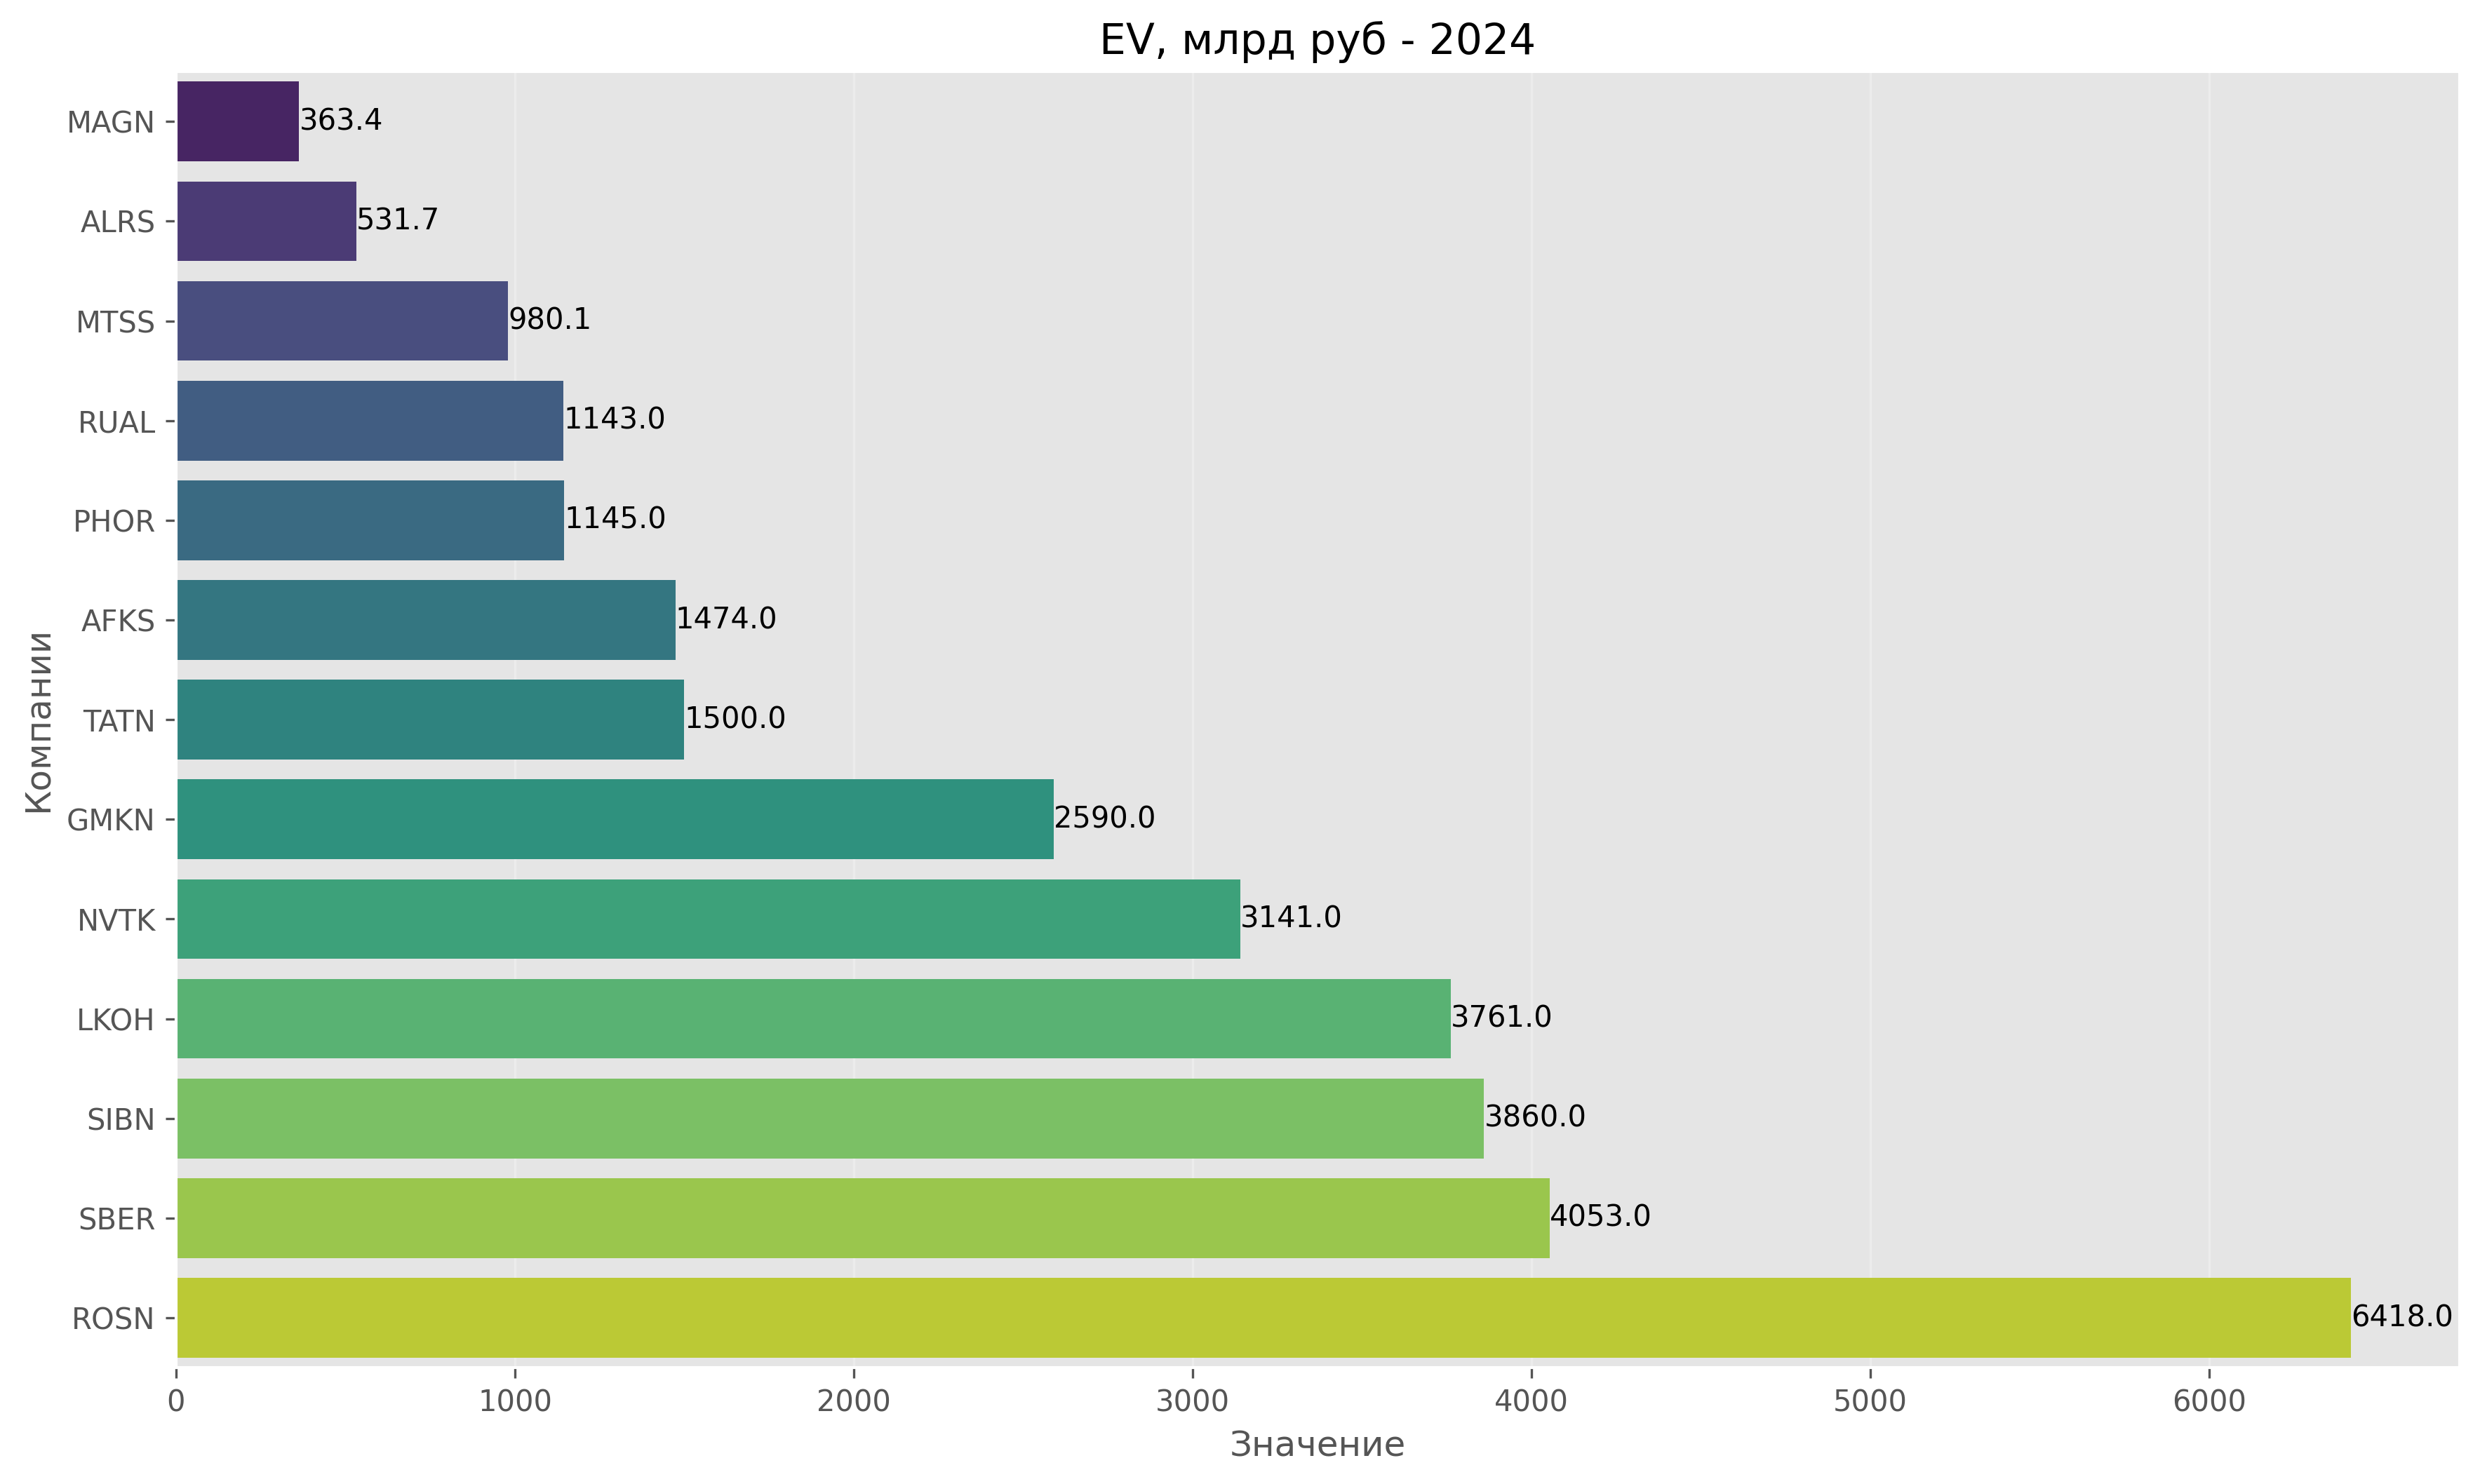 EV, млрд руб - 2024
Компании
MAGN 363.4
ALRS 531.7
MTSS 980.1
RUAL 1143.0
PHOR 1145.0
AFKS 1474.0
TATN 1500.0
GMKN 2590.0
NVTK 3141.0
LKOH 3761.0
SIBN 3860.0
SBER 4053.0
ROSN 6418.0
0 1000 2000 3000 4000 5000 6000
Значение